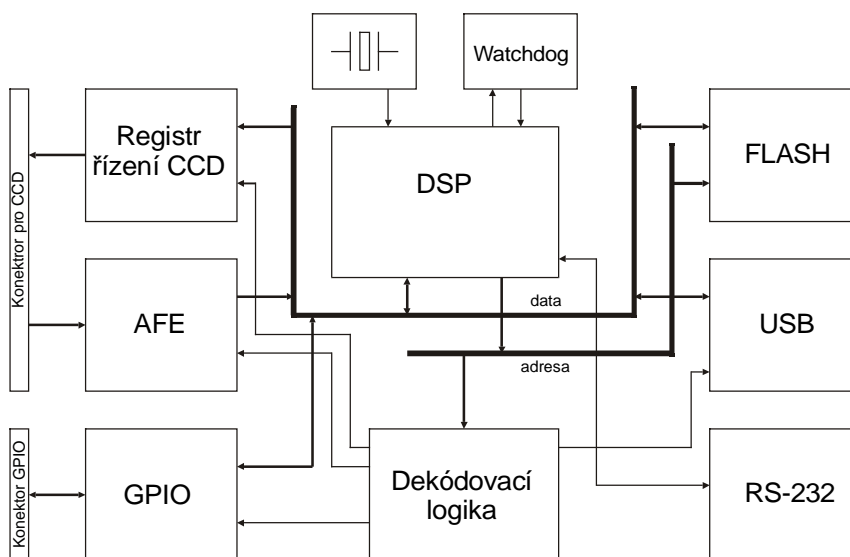 Watchdog
Konektror pro CCD
Registr
řízení CCD
DSP
FLASH
AFE
data
USB
adresa
Konektor GPIO
GPIO
Dekódovací
logika
RS-232